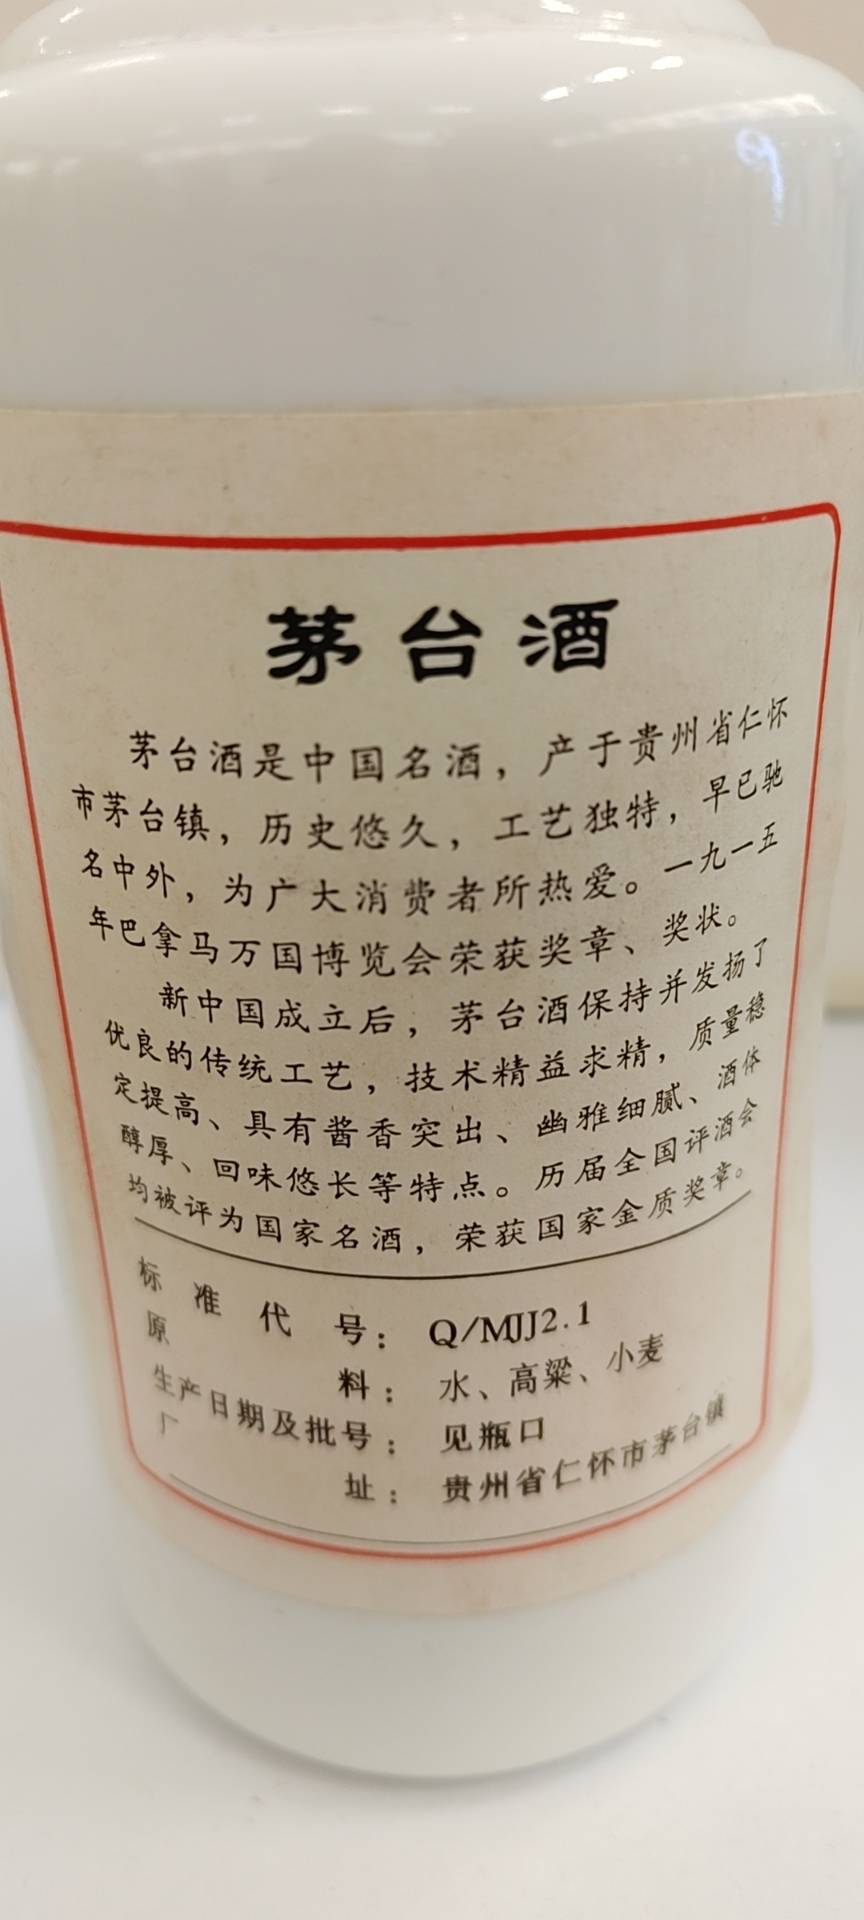 茅台酒
茅台酒是中国名酒，产于贵州省仁怀
市茅台镇，历史悠久，工艺独特，早已驰
名中外，为广大消费者所热爱。一九一五
年巴拿马万国博览会荣获奖章、奖状。
新中国成立后，茅台酒保持并发扬了
优良的传统工艺，技术精益求精，质量稳
定提高、具有酱香突出、幽雅细腻、酒体
醇厚、回味悠长等特点。历届全国评酒会
均被评为国家名酒，荣获国家金质奖章。
标准代号：Q/MJJ2.1
原料：水、高粱、小麦
生产日期及批号：见瓶口
厂址：贵州省仁怀市茅台镇